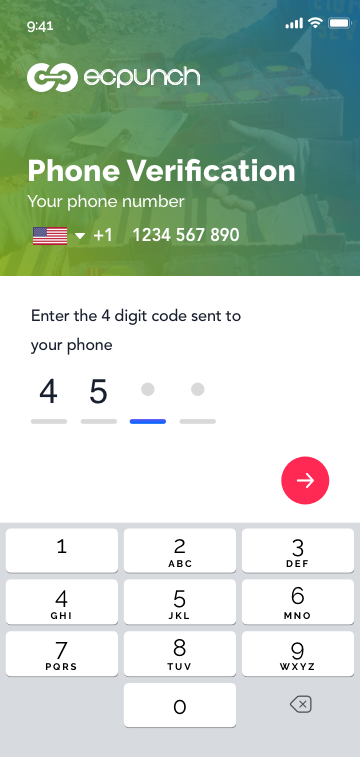 9:41
ecpunch
Phone Verification
Your phone number
+1 1234 567 890
Enter the 4 digit code sent to
your phone
4 5
1 2 3
ABC DEF
4 5 6
GHI JKL MNO
7 8 9
PQRS TUV WXYZ
0